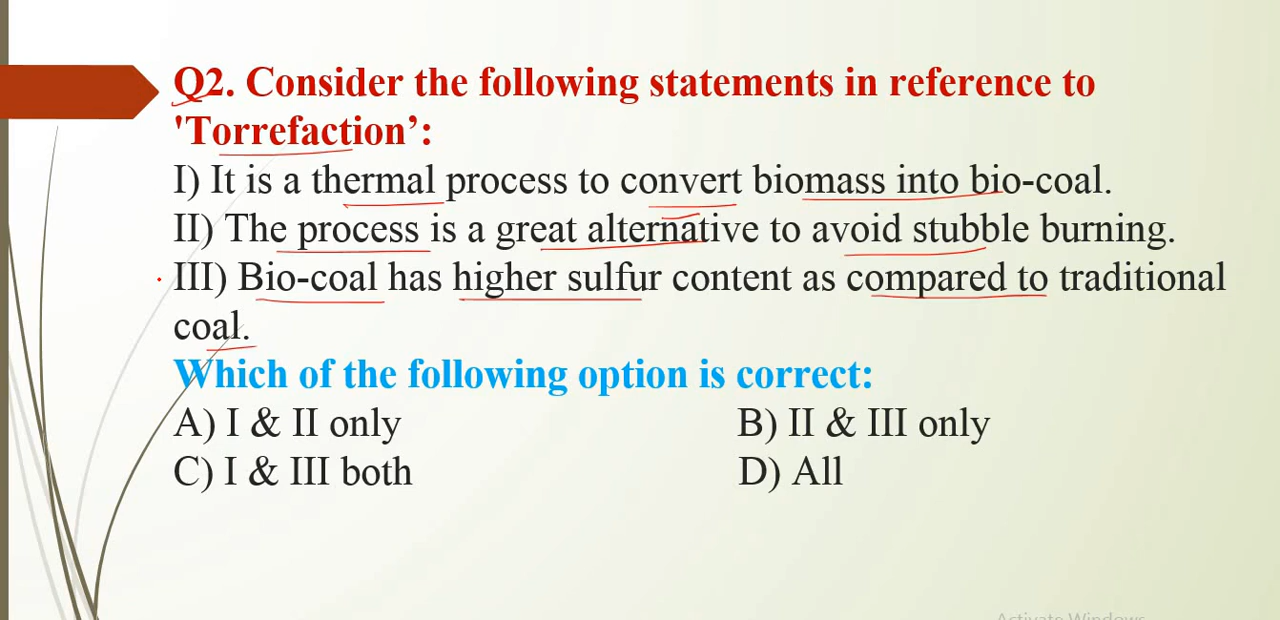 Q2. Consider the following statements in reference to
'Torrefaction’:
I) It is a thermal process to convert biomass into bio-coal.
II) The process is a great alternative to avoid stubble burning.
III) Bio-coal has higher sulfur content as compared to traditional
coal.
Which of the following option is correct:
A) I & II only B) II & III only
C) I & III both D) All
Activate Windows